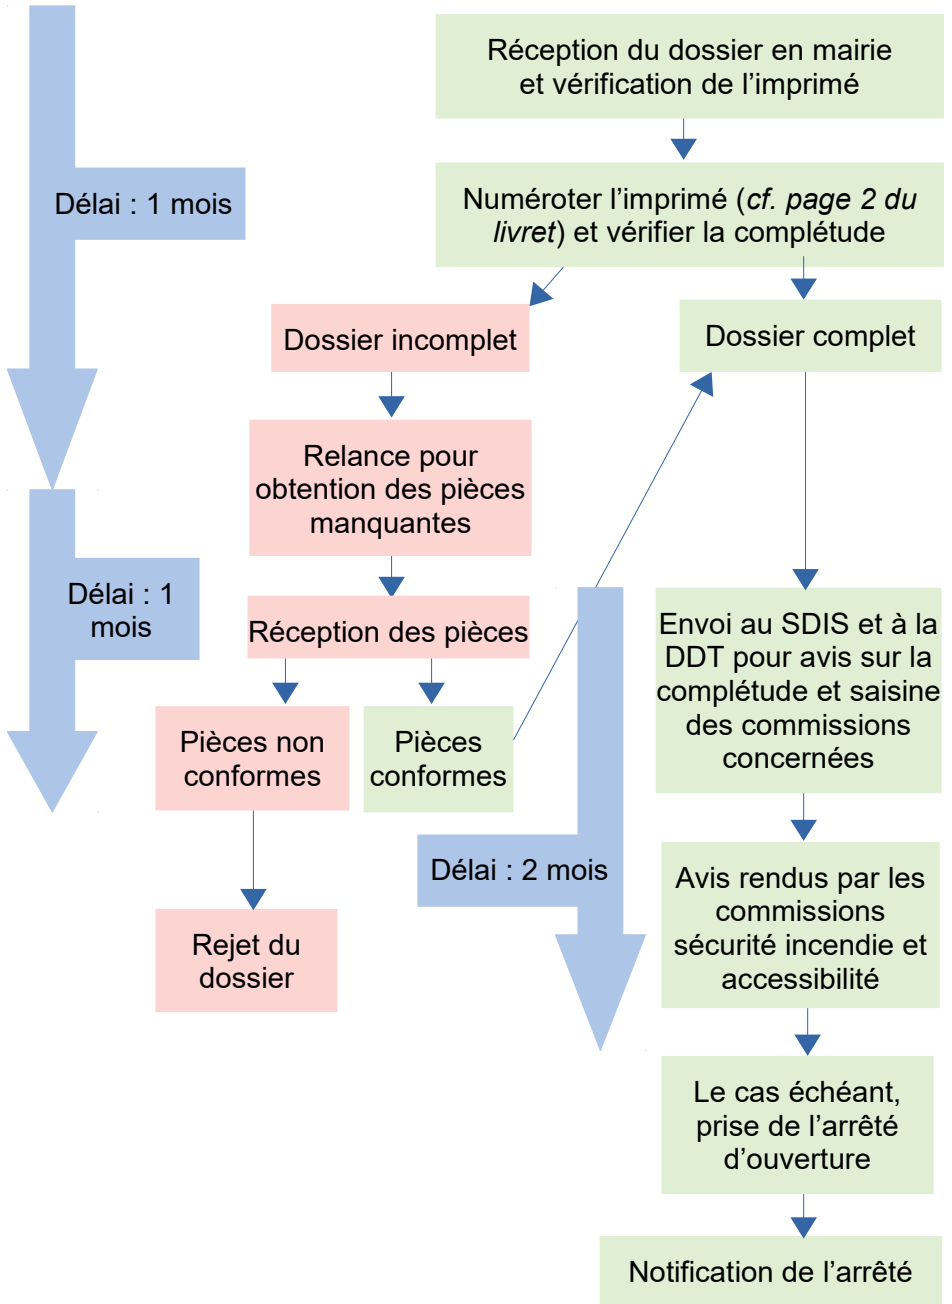 Réception du dossier en mairie
et vérification de l’imprimé
Délai : 1 mois
Numéroter l’imprimé (cf. page 2 du
livret) et vérifier la complétude
Dossier incomplet
Dossier complet
Relance pour
obtention des pièces
manquantes
Délai : 1
mois
Réception des pièces
Envoi au SDIS et à la
DDT pour avis sur la
complétude et saisine
des commissions
concernées
Pièces non
conformes
Pièces
conformes
Délai : 2 mois
Avis rendus par les
commissions
sécurité incendie et
accessibilité
Rejet du
dossier
Le cas échéant,
prise de l’arrêté
d’ouverture
Notification de l’arrêté